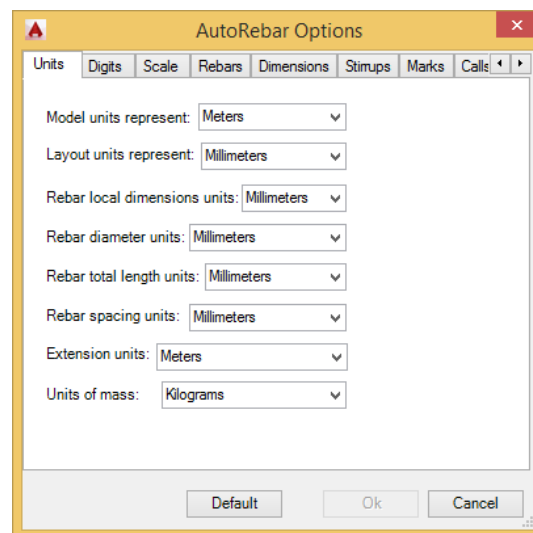 AutoRebar Options
Units Digits Scale Rebars Dimensions Stirrups Marks Calls
Model units represent: Meters
Layout units represent: Millimeters
Rebar local dimensions units: Millimeters
Rebar diameter units: Millimeters
Rebar total length units: Millimeters
Rebar spacing units: Millimeters
Extension units: Meters
Units of mass: Kilograms
Default Ok Cancel